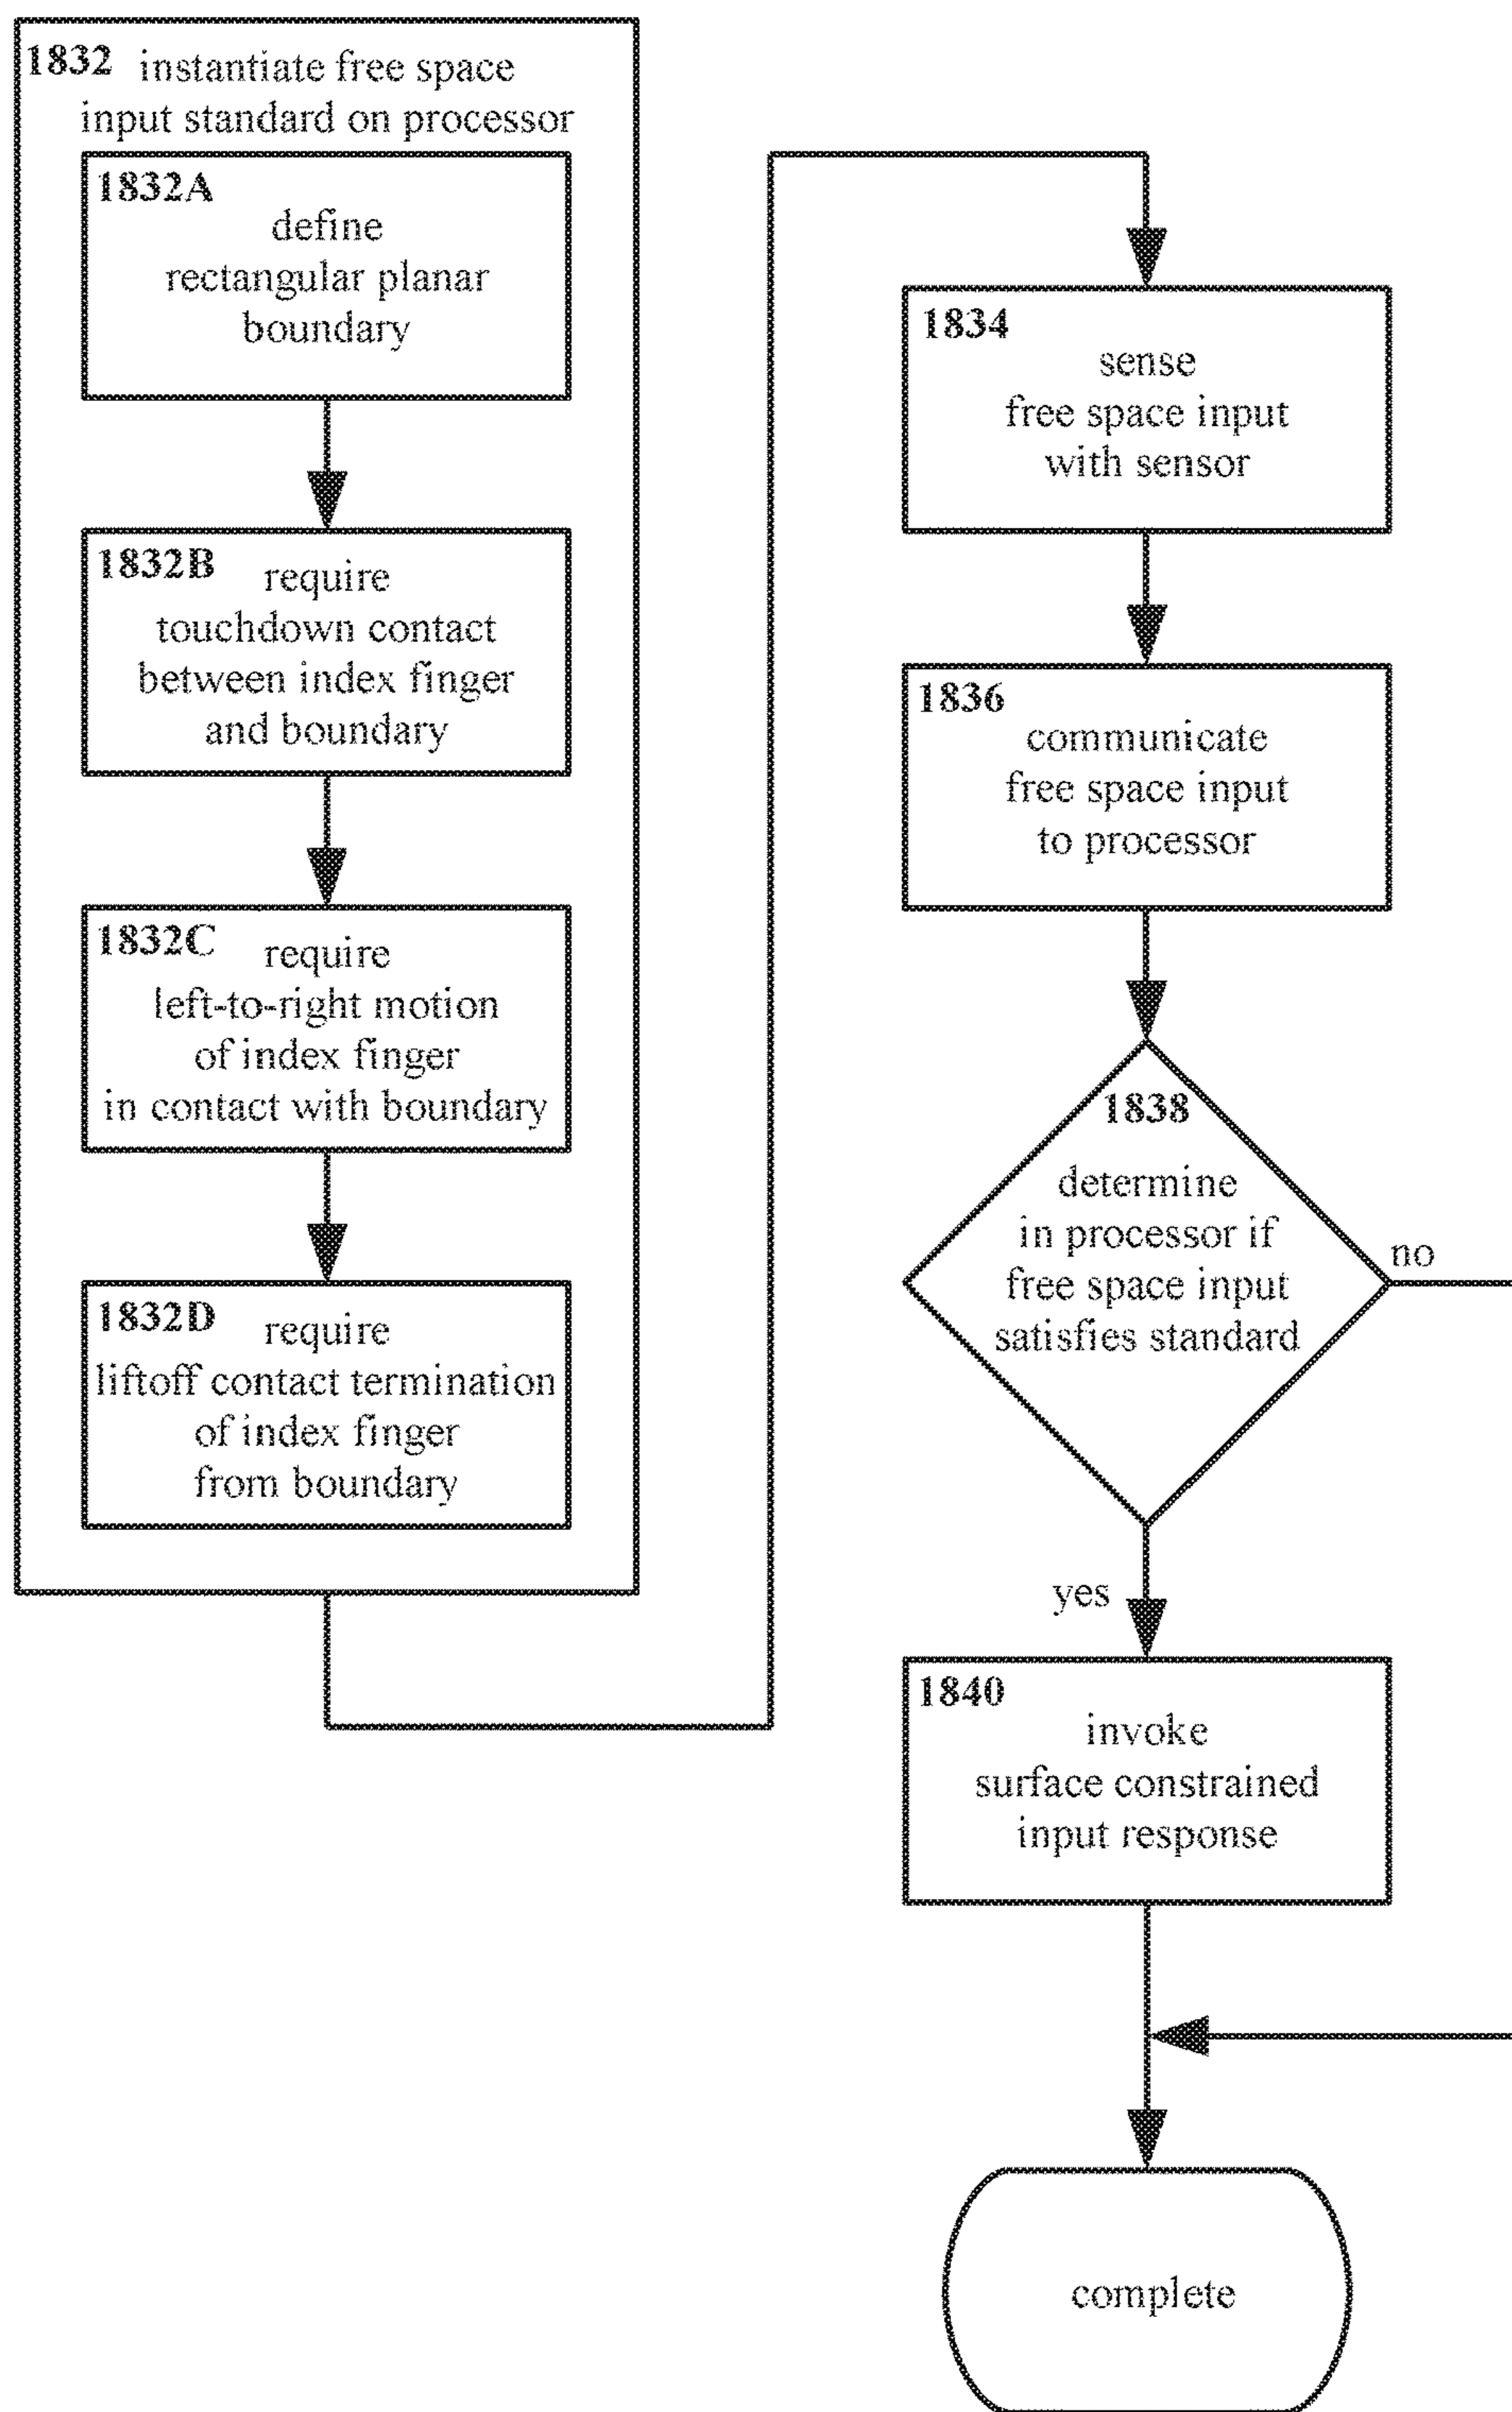 1832 instantiate free space
input standard on processor
1832A
define
rectangular planar
boundary
1832B require
touchdown contact
between index finger
and boundary
1832C require
left-to-right motion
of index finger
in contact with boundary
1832D require
liftoff contact termination
of index finger
from boundary
1834
sense
free space input
with sensor
1836
communicate
free space input
to processor
1838
determine
in processor if
free space input
satisfies standard
no
yes
1840
invoke
surface constrained
input response
complete